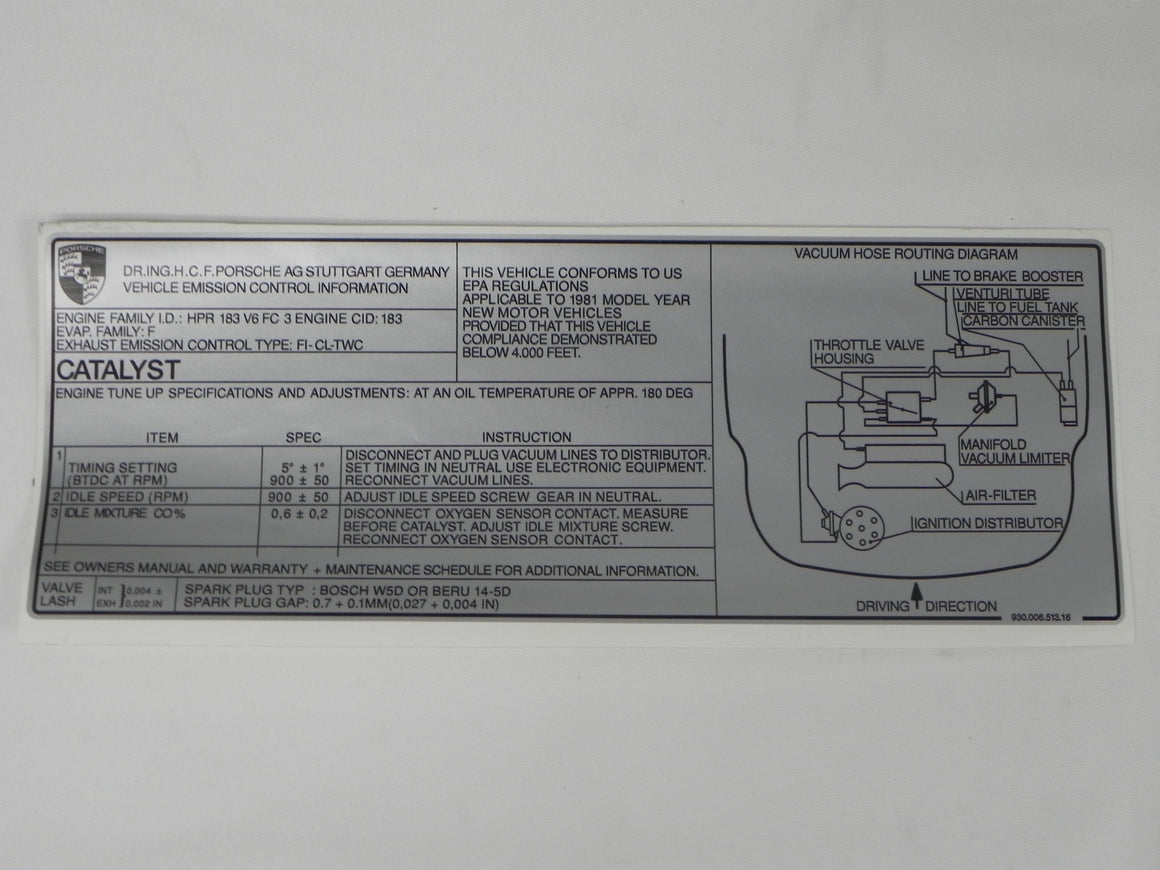 PORSCHE
DR.ING.H.C.F.PORSCHE AG STUTTGART GERMANY
VEHICLE EMISSION CONTROL INFORMATION
ENGINE FAMILY I.D.: HPR 183 V6 FC 3 ENGINE CID: 183
EVAP. FAMILY: F
EXHAUST EMISSION CONTROL TYPE: FI-CL-TWC
CATALYST
THIS VEHICLE CONFORMS TO US
EPA REGULATIONS
APPLICABLE TO 1981 MODEL YEAR
NEW MOTOR VEHICLES
PROVIDED THAT THIS VEHICLE
COMPLIANCE DEMONSTRATED
BELOW 4.000 FEET.
ENGINE TUNE UP SPECIFICATIONS AND ADJUSTMENTS: AT AN OIL TEMPERATURE OF APPR. 180 DEG
ITEM SPEC INSTRUCTION
1 DISCONNECT AND PLUG VACUUM LINES TO DISTRIBUTOR.
TIMING SETTING 5° ± 1° SET TIMING IN NEUTRAL USE ELECTRONIC EQUIPMENT.
(BTDC AT RPM) 900 ± 50 RECONNECT VACUUM LINES.
2 IDLE SPEED (RPM) 900 ± 50 ADJUST IDLE SPEED SCREW GEAR IN NEUTRAL.
3 IDLE MIXTURE CO% 0,6 ± 0,2 DISCONNECT OXYGEN SENSOR CONTACT. MEASURE
BEFORE CATALYST. ADJUST IDLE MIXTURE SCREW.
RECONNECT OXYGEN SENSOR CONTACT.
SEE OWNERS MANUAL AND WARRANTY + MAINTENANCE SCHEDULE FOR ADDITIONAL INFORMATION.
VALVE LASH
INT 0,004 ±
EXH 0,002 IN
SPARK PLUG TYP : BOSCH W5D OR BERU 14-5D
SPARK PLUG GAP: 0.7 + 0.1MM(0,027 + 0,004 IN)
VACUUM HOSE ROUTING DIAGRAM
LINE TO BRAKE BOOSTER
VENTURI TUBE
LINE TO FUEL TANK
CARBON CANISTER
THROTTLE VALVE
HOUSING
MANIFOLD
VACUUM LIMITER
AIR-FILTER
IGNITION DISTRIBUTOR
DRIVING DIRECTION
930.006.513.16